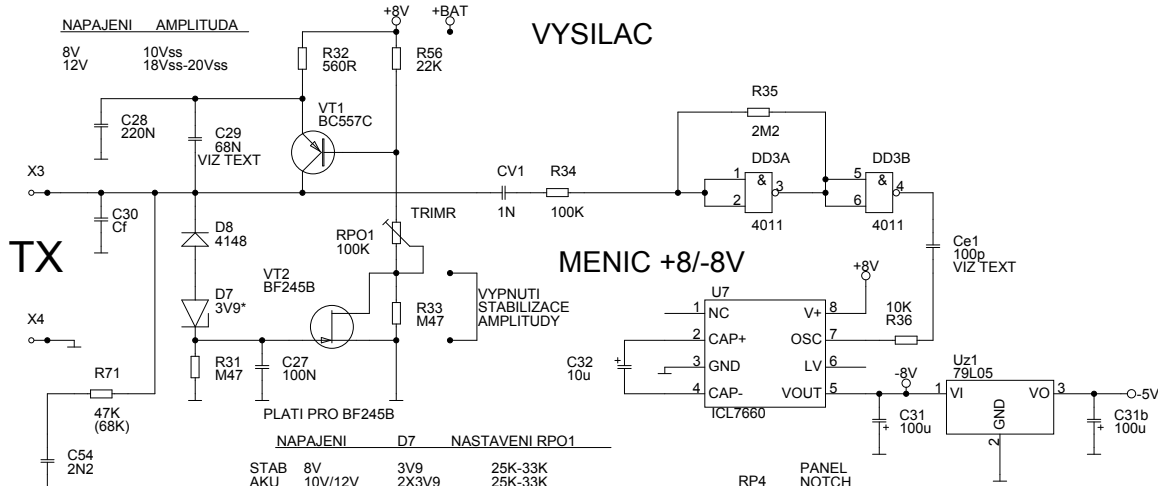 NAPAJENI AMPLITUDA
8V 10Vss
12V 18Vss-20Vss
+8V
+BAT
VYSILAC
R32
560R
R56
22K
C28
220N
C29
68N
VIZ TEXT
VT1
BC557C
R35
2M2
X3
CV1
1N
R34
100K
DD3A
1
2
&
3
4011
DD3B
5
6
&
4
4011
C30
Cf
TX
D8
4148
TRIMR
RPO1
100K
MENIC +8/-8V
Ce1
100p
VIZ TEXT
+8V
VT2
BF245B
D7
3V9*
R33
M47
VYPNUTI
STABILIZACE
AMPLITUDY
X4
R31
M47
C27
100N
U7
1 NC V+ 8
2 CAP+ OSC 7
3 GND LV 6
4 CAP- VOUT 5
ICL7660
C32
10u
+
10K
R36
-8V
Uz1
79L05
1 VI VO 3
GND
2
-5V
C31
100u
+
C31b
100u
+
R71
47K
(68K)
C54
2N2
PLATI PRO BF245B
NAPAJENI D7 NASTAVENI RPO1
STAB 8V 3V9 25K-33K
AKU 10V/12V 2X3V9 25K-33K
RP4
PANEL
NOTCH